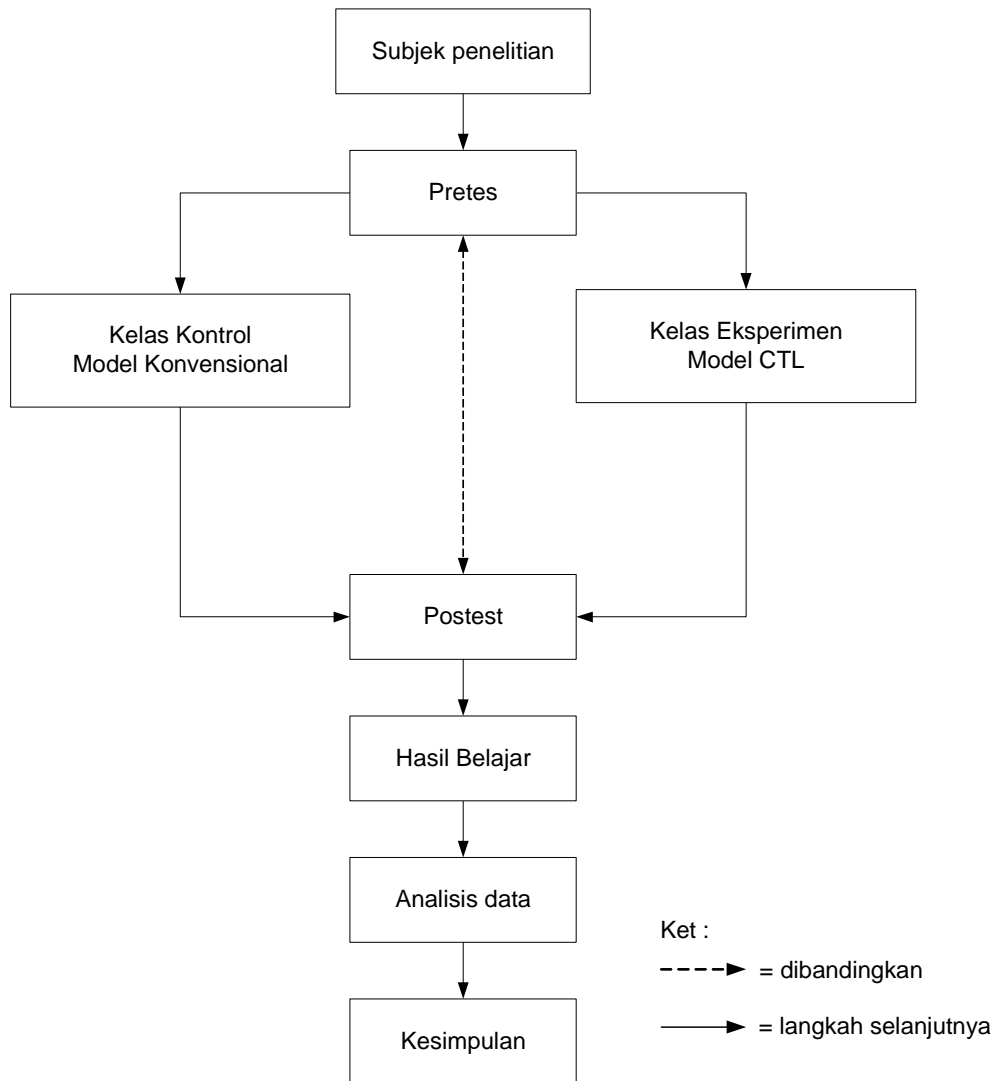 Subjek penelitian
Pretes
Kelas Kontrol
Model Konvensional
Kelas Eksperimen
Model CTL
Postest
Hasil Belajar
Analisis data
Kesimpulan
Ket :
= dibandingkan
= langkah selanjutnya